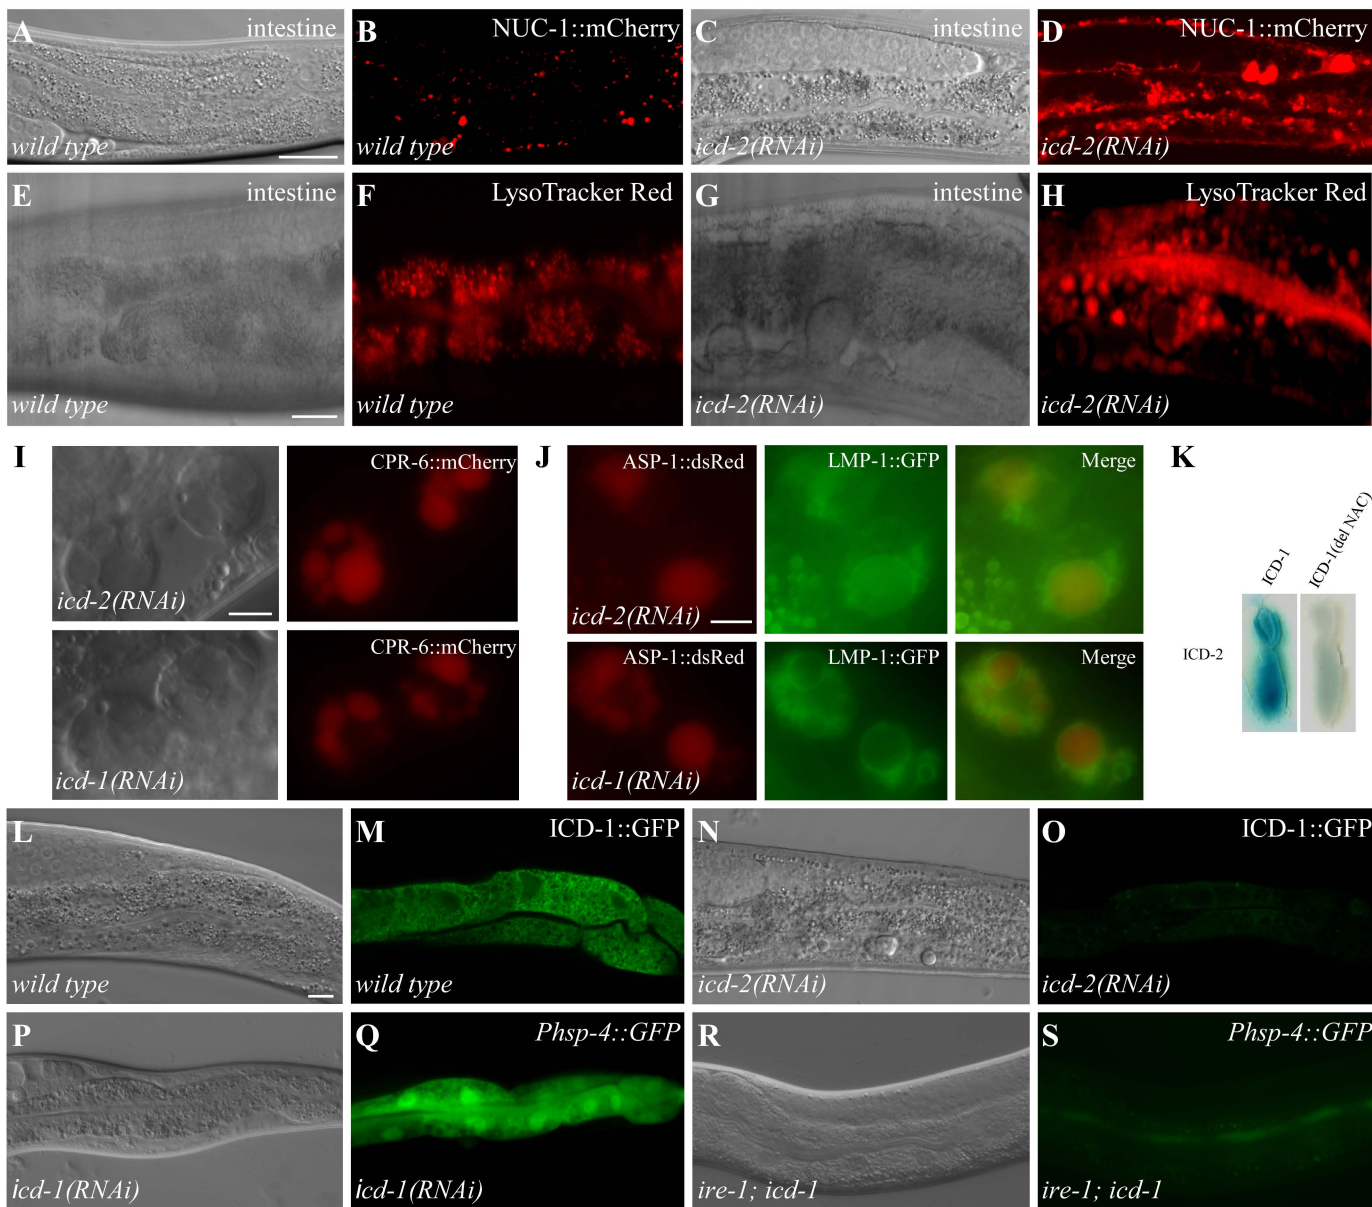 A intestine B NUC-1::mCherry C intestine D NUC-1::mCherry
wild type wild type icd-2(RNAi) icd-2(RNAi)
E intestine F LysoTracker Red G intestine H LysoTracker Red
wild type wild type icd-2(RNAi) icd-2(RNAi)
I CPR-6::mCherry J ASP-1::dsRed LMP-1::GFP Merge K
icd-2(RNAi) icd-2(RNAi)
CPR-6::mCherry ASP-1::dsRed LMP-1::GFP Merge
icd-1(RNAi) icd-1(RNAi)
ICD-1
ICD-1(del NAC)
ICD-2
L M ICD-1::GFP N O ICD-1::GFP
wild type wild type icd-2(RNAi) icd-2(RNAi)
P Q Phsp-4::GFP R S Phsp-4::GFP
icd-1(RNAi) icd-1(RNAi) ire-1; icd-1 ire-1; icd-1